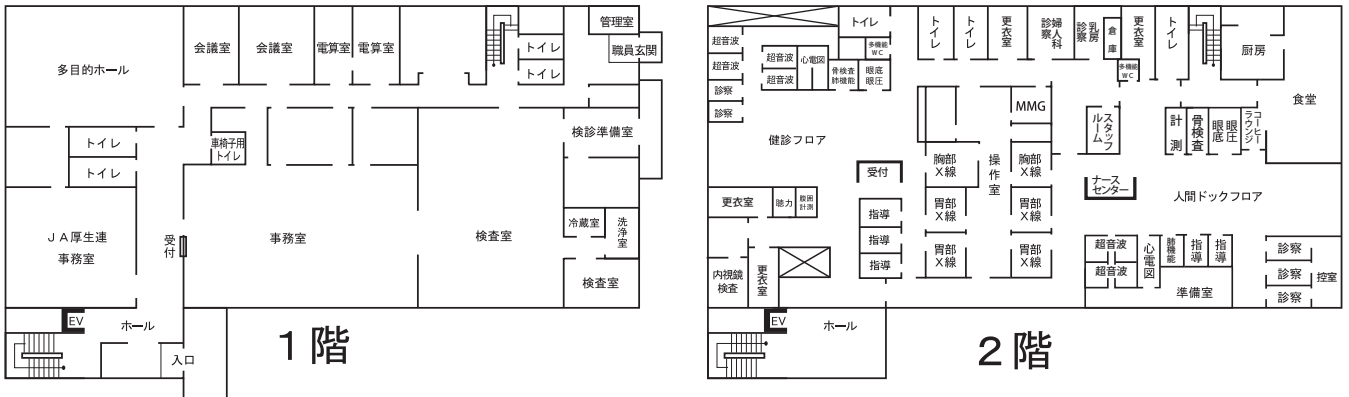 多目的ホール
会議室
会議室
電算室
電算室
トイレ
トイレ
管理室
職員玄関
トイレ
トイレ
車椅子用
トイレ
検診準備室
冷蔵室
洗浄室
検査室
検査室
事務室
ＪＡ厚生連
事務室
受付
EV
ホール
入口
１階
トイレ
超音波
超音波
診察
診察
超音波
超音波
心電図
多機能
WC
骨検査
肺機能
眼底
眼圧
トイレ
トイレ
更衣室
婦人科
診察
乳房
診察
倉庫
更衣室
多機能
WC
トイレ
厨房
食堂
健診フロア
MMG
スタッフ
ルーム
計測
骨検査
眼圧
眼底
コーヒー
ラウンジ
受付
胸部
Ｘ線
操作室
胸部
Ｘ線
胃部
Ｘ線
胃部
Ｘ線
胃部
Ｘ線
胃部
Ｘ線
ナース
センター
人間ドックフロア
更衣室
聴力
腹囲
計測
指導
指導
指導
内視鏡
検査
更衣室
超音波
超音波
心電図
肺機能
指導
指導
準備室
診察
診察
診察
控室
EV
ホール
２階